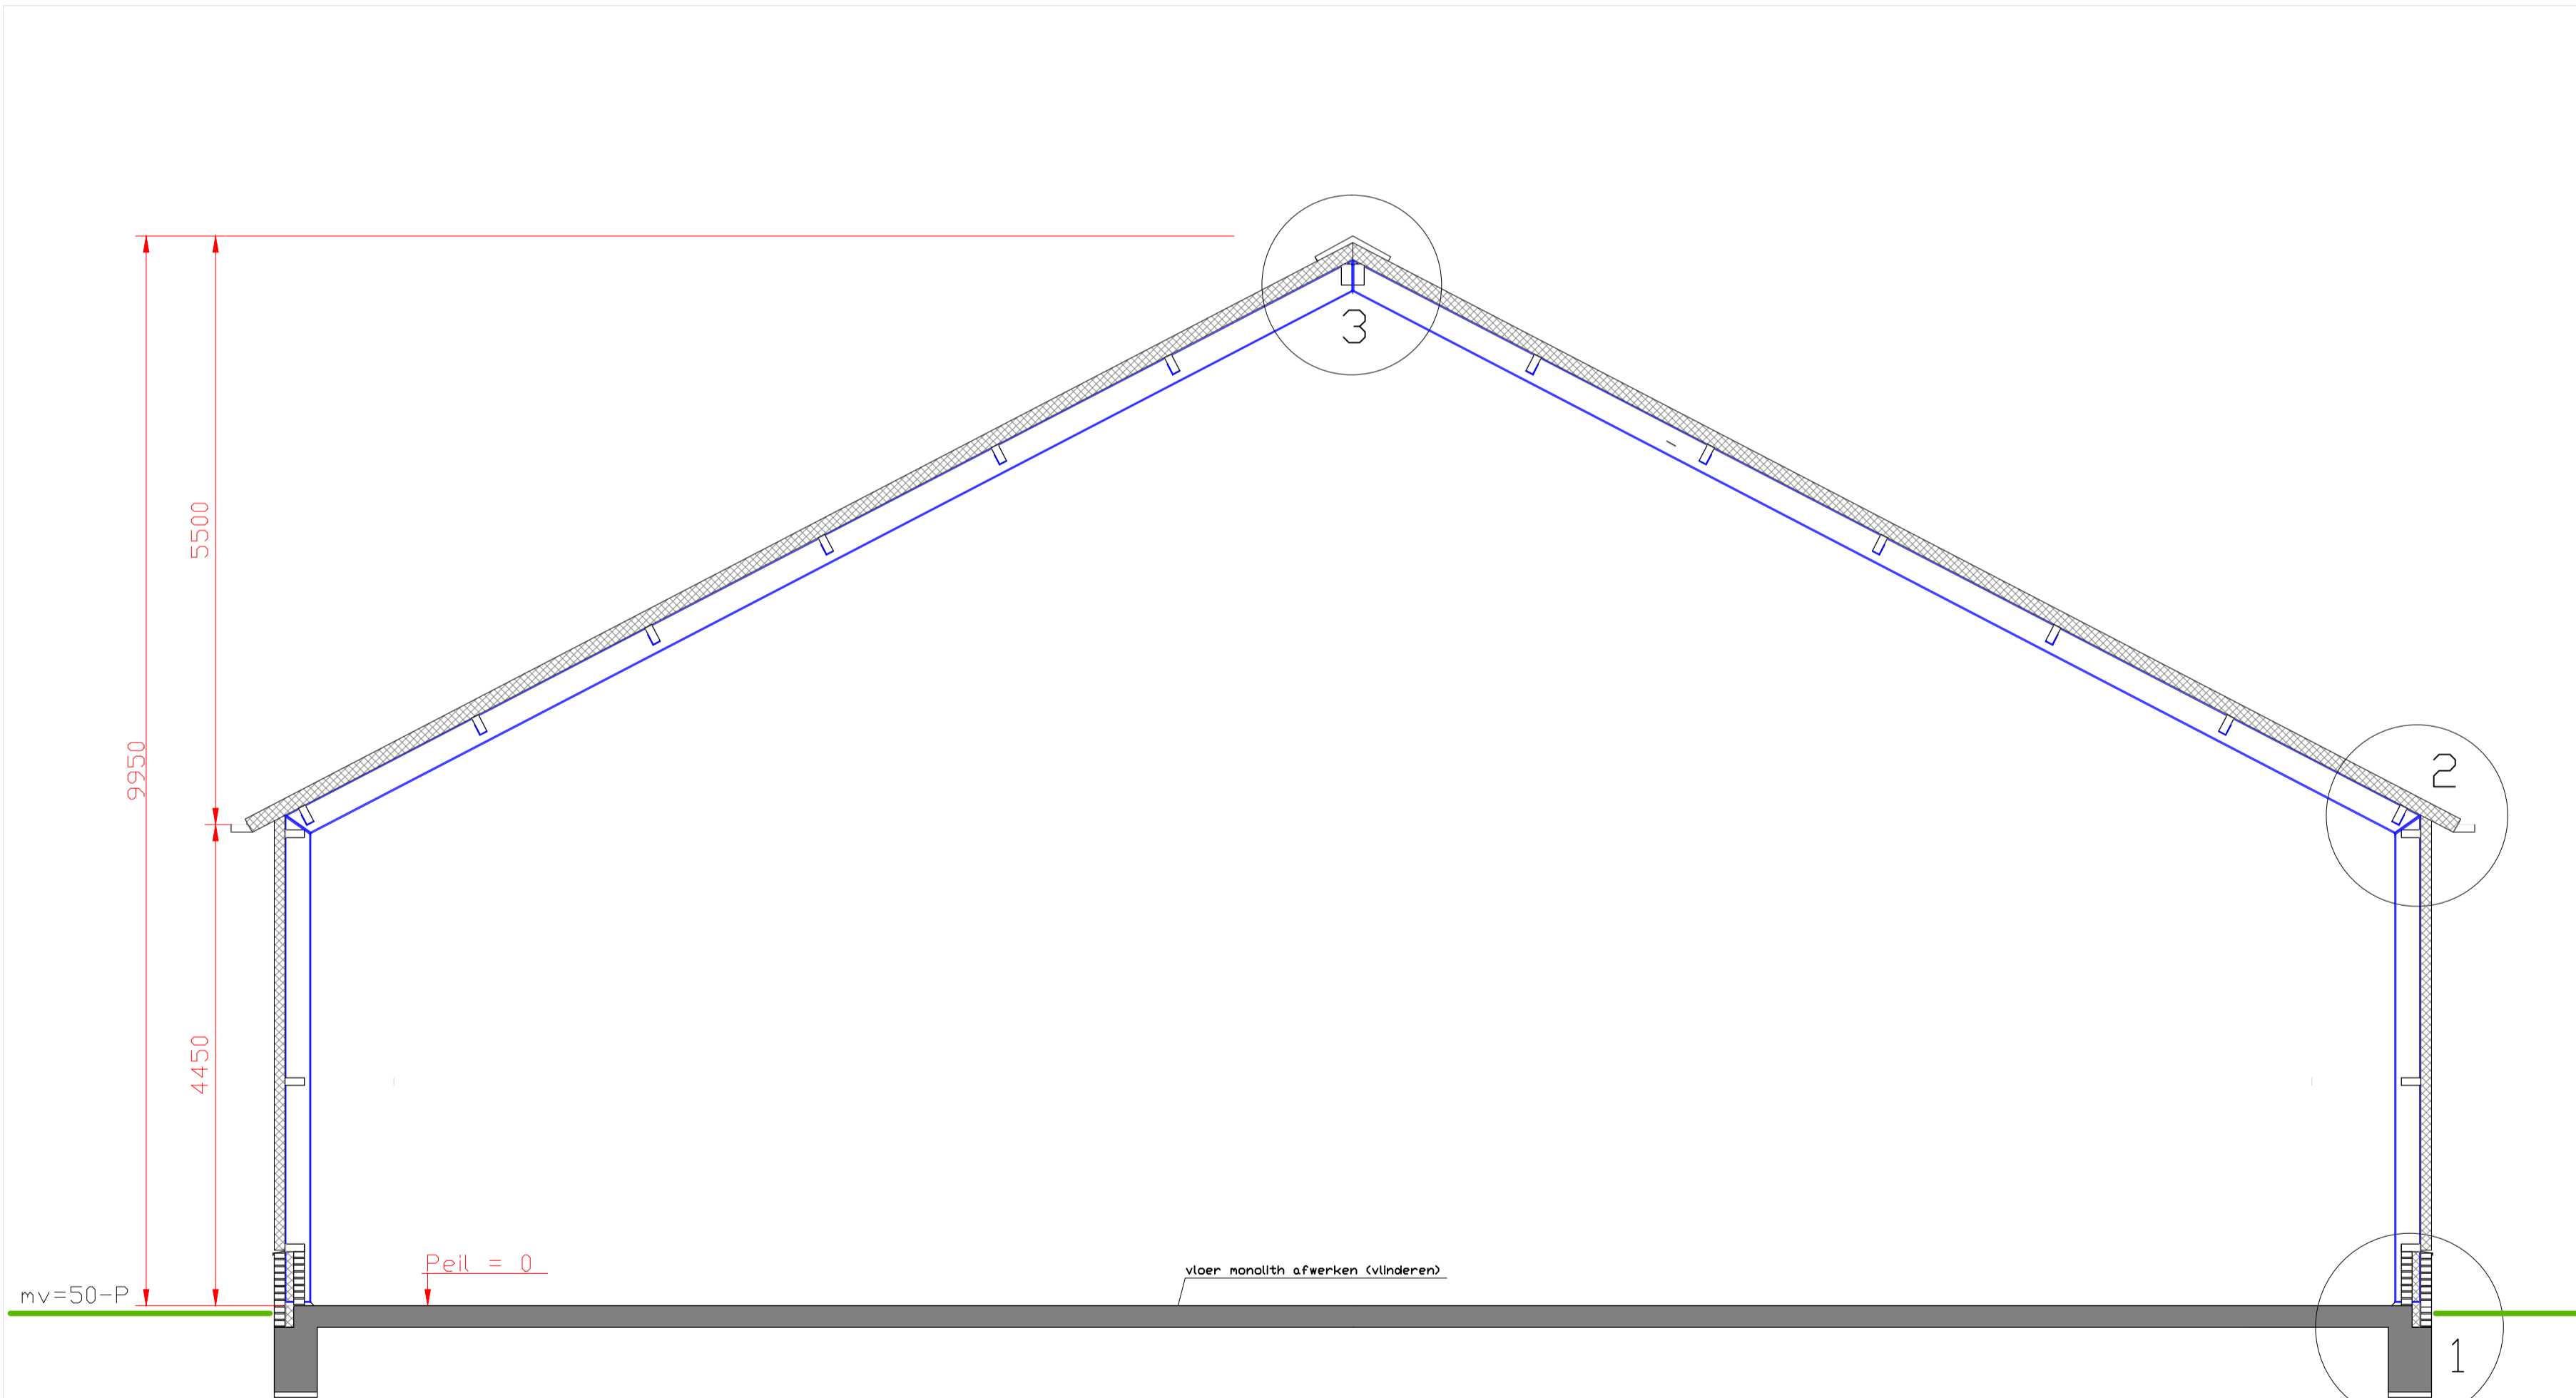 3
5500
2
9950
4450
Peil = 0
vloer monolith afwerken (vlinderen)
mv=50-P
1